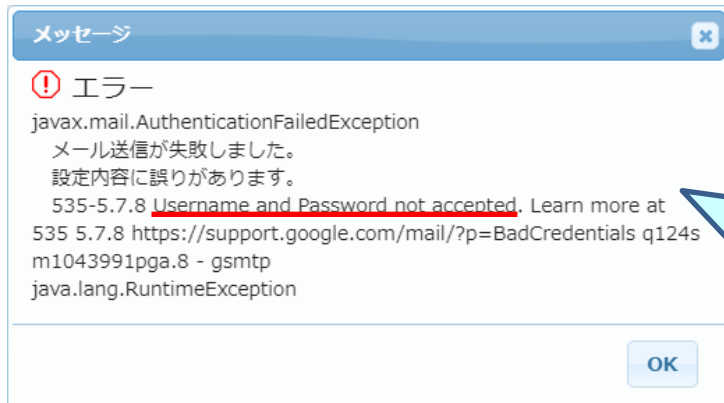 メッセージ
エラー
javax.mail.AuthenticationFailedException
メール送信が失敗しました。
設定内容に誤りがあります。
535-5.7.8 Username and Password not accepted. Learn more at
535 5.7.8 https://support.google.com/mail/?p=BadCredentials q124s
m1043991pga.8 - gsmtp
java.lang.RuntimeException
OK